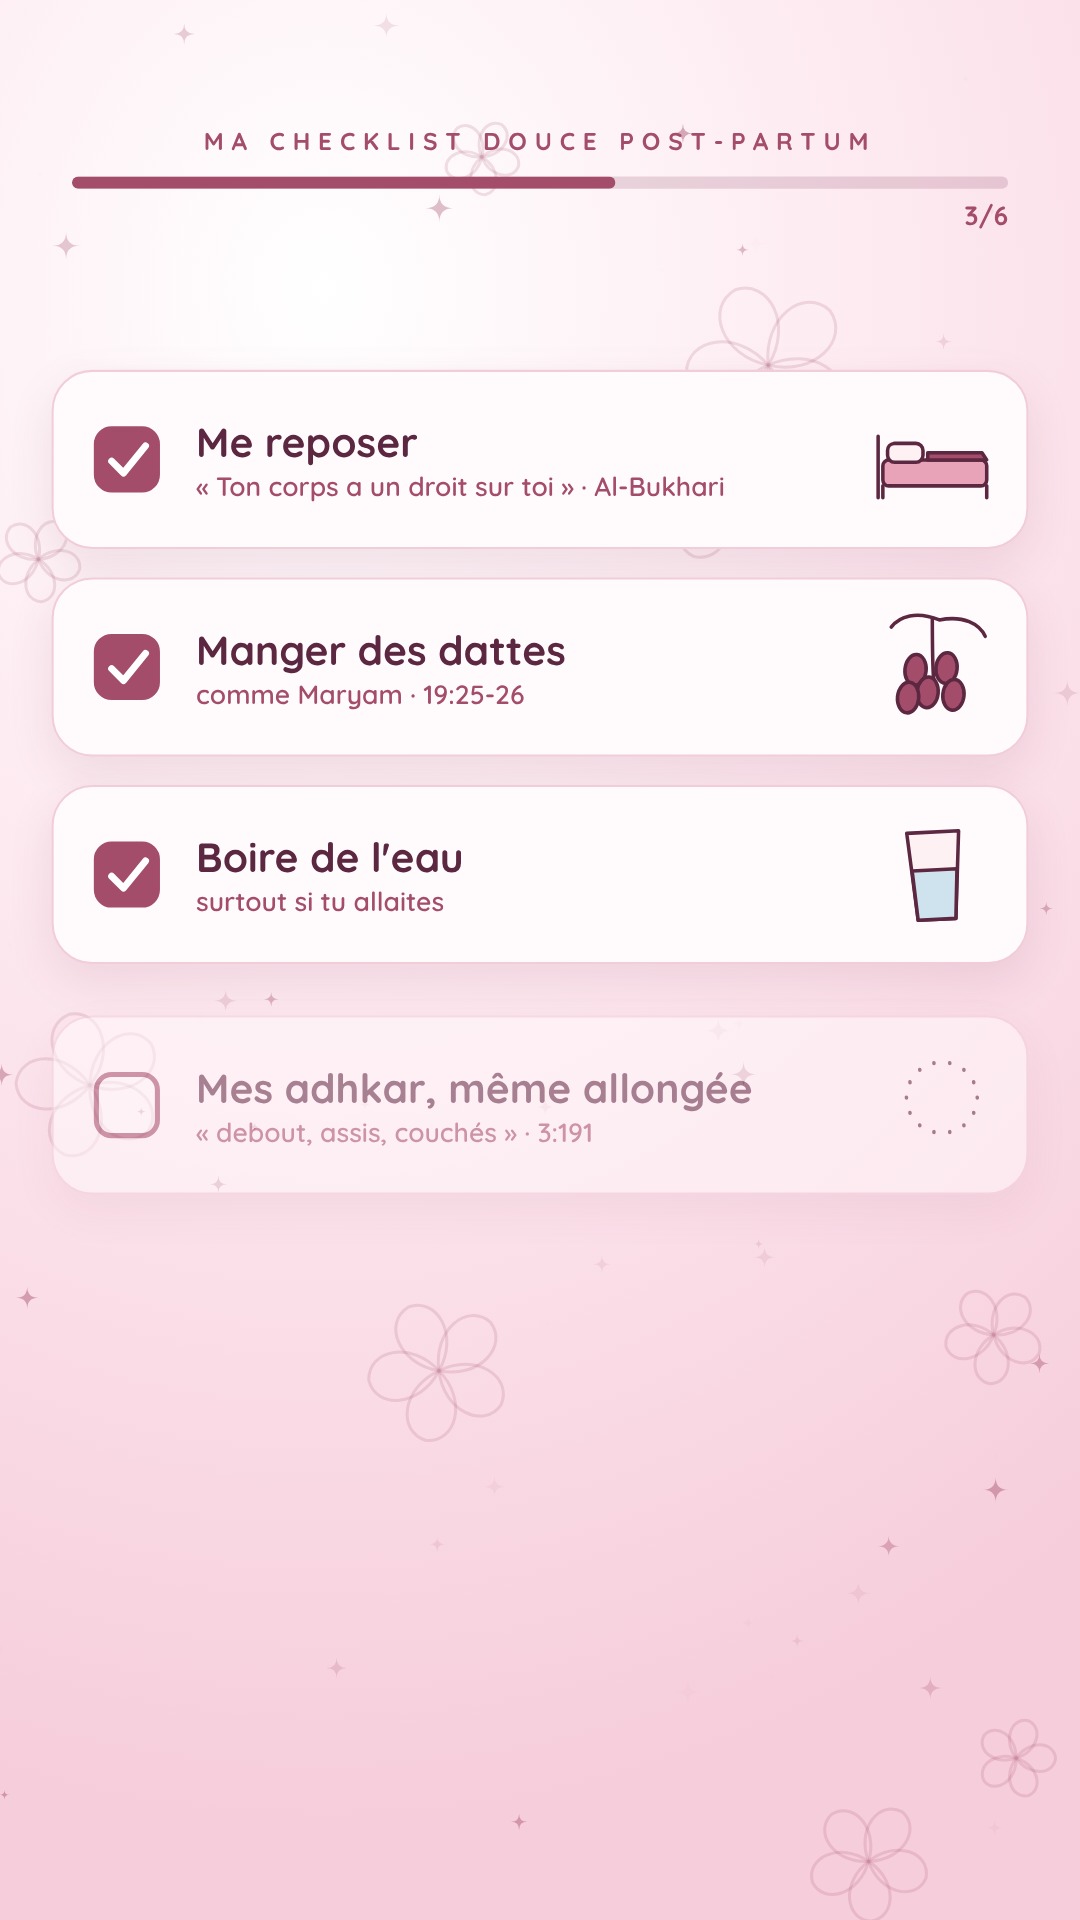 MA CHECKLIST DOUCE POST-PARTUM
3/6
Me reposer
« Ton corps a un droit sur toi » · Al-Bukhari
Manger des dattes
comme Maryam · 19:25-26
Boire de l'eau
surtout si tu allaites
Mes adhkar, même allongée
« debout, assis, couchés » · 3:191